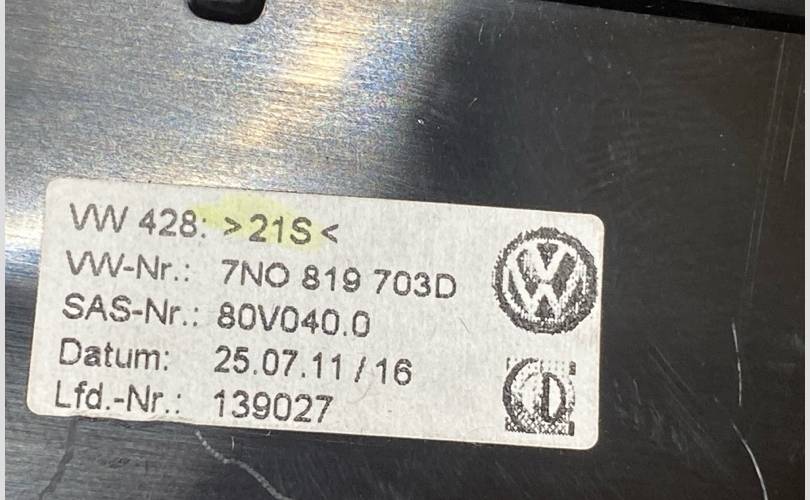 VW 428: >21S<
VW-Nr.: 7N0 819 703D
SAS-Nr.: 80V040.0
Datum: 25.07.11 / 16
Lfd.-Nr.: 139027